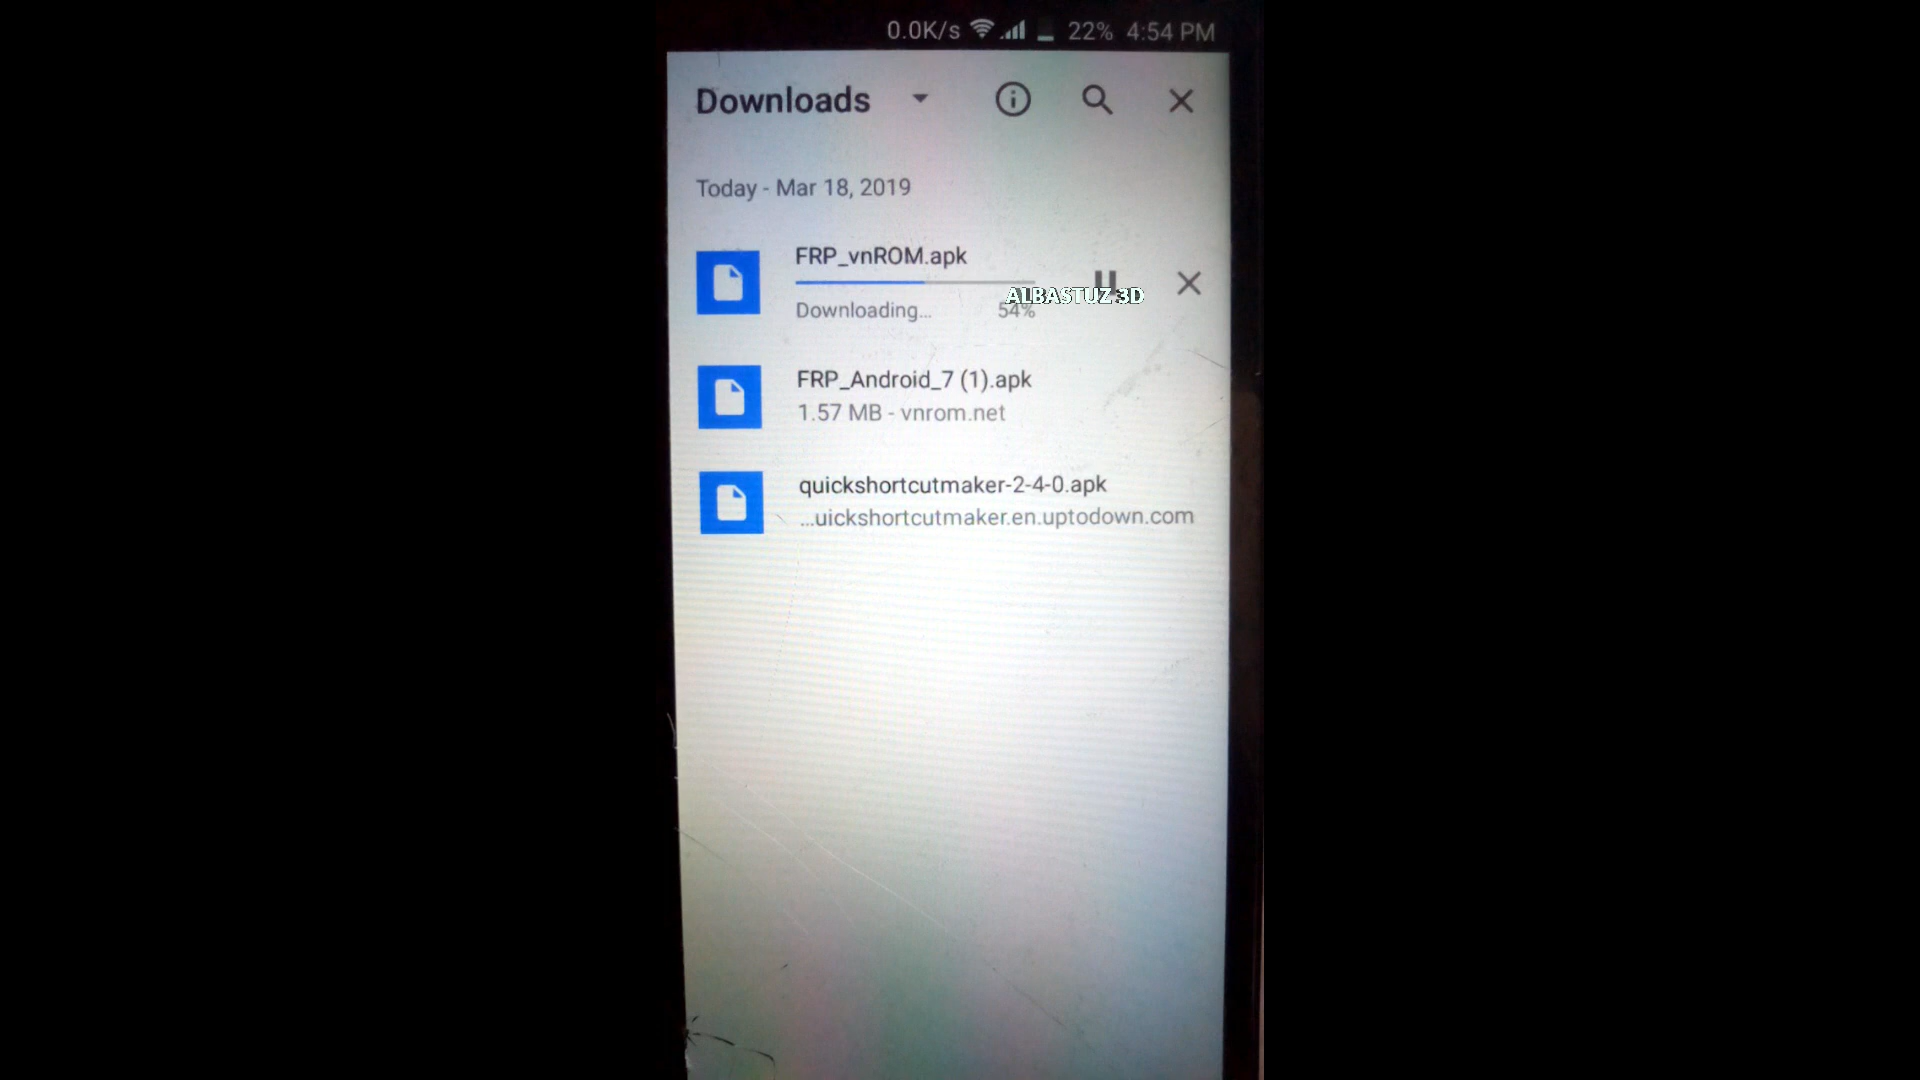 0.0K/s 22% 4:54 PM
Downloads
Today - Mar 18, 2019
FRP_vnROM.apk
ALBASTUZ 3D
Downloading... 54%
FRP_Android_7 (1).apk
1.57 MB - vnrom.net
quickshortcutmaker-2-4-0.apk
...uickshortcutmaker.en.uptodown.com